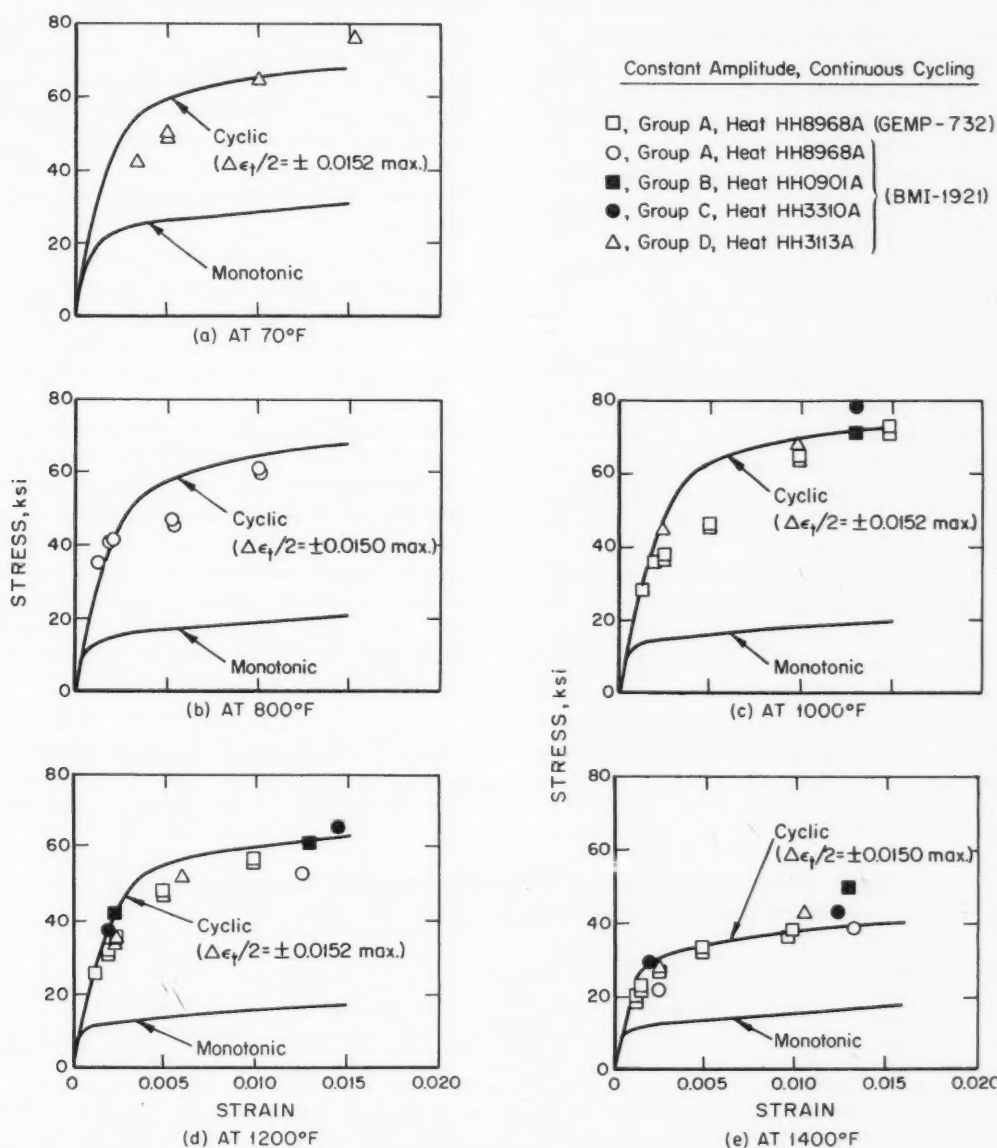 80
60
40
20
0
Cyclic
(Δϵt/2= ± 0.0152 max.)
Monotonic
(a) AT 70°F
Constant Amplitude, Continuous Cycling
□, Group A, Heat HH8968A (GEMP-732)
○, Group A, Heat HH8968A
■, Group B, Heat HH0901A
●, Group C, Heat HH3310A
△, Group D, Heat HH3113A
(BMI-1921)
STRESS, ksi
80
60
40
20
0
Cyclic
(Δϵt/2= ±0.0150 max.)
Monotonic
(b) AT 800°F
80
60
40
20
0
Cyclic
(Δϵt/2= ±0.0152 max.)
Monotonic
(c) AT 1000°F
STRESS, ksi
80
60
40
20
0
Cyclic
(Δϵt/2= ±0.0152 max.)
Monotonic
0 0.005 0.010 0.015 0.020
STRAIN
(d) AT 1200°F
80
60
40
20
0
Cyclic
(Δϵt/2= ±0.0150 max.)
Monotonic
0 0.005 0.010 0.015 0.020
STRAIN
(e) AT 1400°F